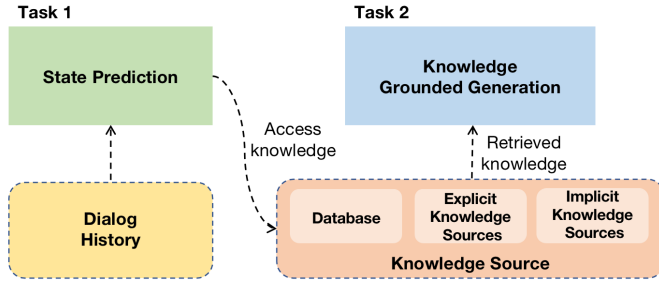 Task 1
Task 2
State Prediction
Knowledge
Grounded Generation
Access
knowledge
Retrieved
knowledge
Dialog
History
Database
Explicit
Knowledge
Sources
Implicit
Knowledge
Sources
Knowledge Source